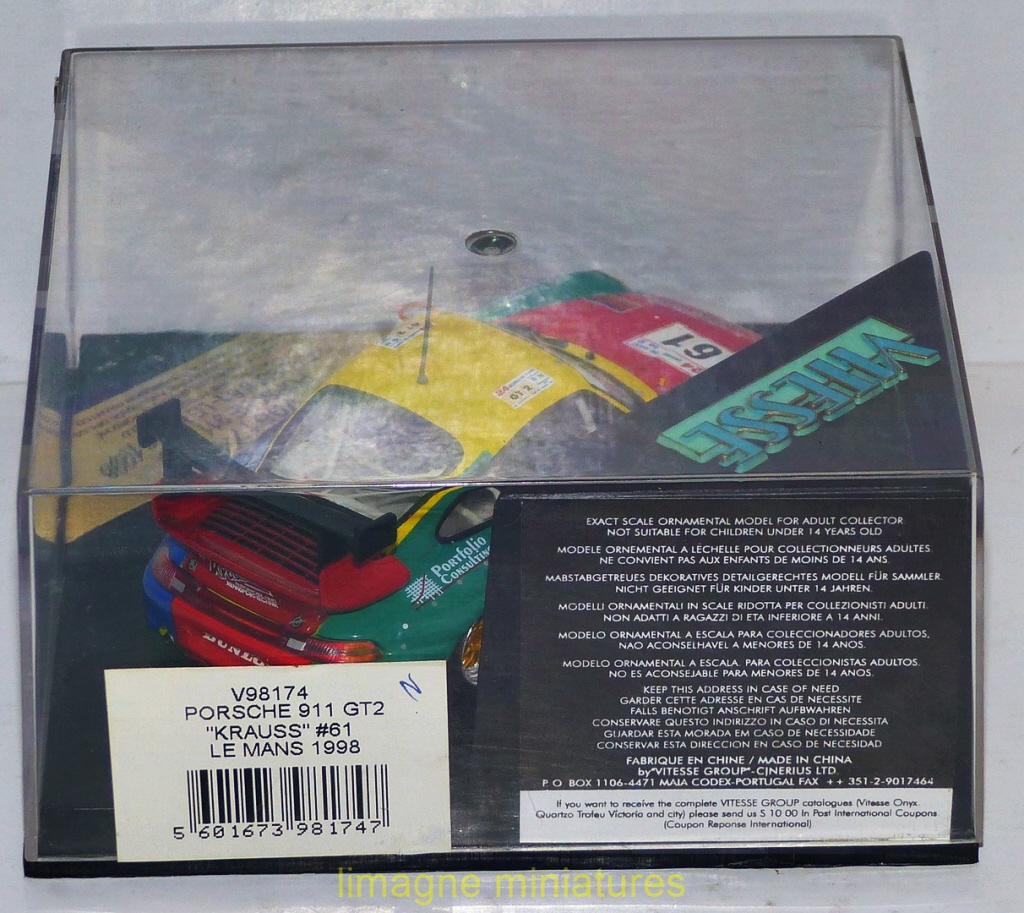 61
VITESSE
Portfolio
Consulting
V98174
PORSCHE 911 GT2
"KRAUSS" #61
LE MANS 1998
5 601673 981747
N
EXACT SCALE ORNAMENTAL MODEL FOR ADULT COLLECTOR
NOT SUITABLE FOR CHILDREN UNDER 14 YEARS OLD
MODELE ORNEMENTAL A LECHELLE POUR COLLECTIONNEURS ADULTES
NE CONVIENT PAS AUX ENFANTS DE MOINS DE 14 ANS
MABSTABGETREUES DEKORATIVES DETAILGERECHTES MODELL FÜR SAMMLER.
NICHT GEEIGNET FÜR KINDER UNTER 14 JAHREN.
MODELLI ORNAMENTALI IN SCALE RIDOTTA PER COLLEZIONISTI ADULTI.
NON ADATTI A RAGAZZI DI ETA INFERIORE A 14 ANNI.
MODELO ORNAMENTAL A ESCALA PARA COLECCIONADORES ADULTOS,
NAO ACONSELHAVEL A MENORES DE 14 ANOS.
MODELO ORNAMENTAL A ESCALA. PARA COLECCIONISTAS ADULTOS.
NO ES ACONSEJABLE PARA MENORES DE 14 ANOS.
KEEP THIS ADDRESS IN CASE OF NEED
GARDER CETTE ADRESSE EN CAS DE NECESSITE
FALLS BENOTIGT ANSCHRIFT AUFBWAHREN
CONSERVARE QUESTO INDIRIZZO IN CASO DI NECESSITA
GUARDAR ESTA MORADA EM CASO DE NECESSIDADE
CONSERVAR ESTA DIRECCION EN CASO DE NECESIDAD
FABRIQUE EN CHINE / MADE IN CHINA
by"VITESSE GROUP"-CINERIUS LTD
P O BOX 1106-4471 MAIA CODEX-PORTUGAL FAX ++ 351-2-9017464
If you want to receive the complete VITESSE GROUP catalogues (Vitesse Onyx
Quartzo Trofeu Victoria and city) please send us S 10 00 In Post International Coupons
(Coupon Reponse International)
limagne miniatures